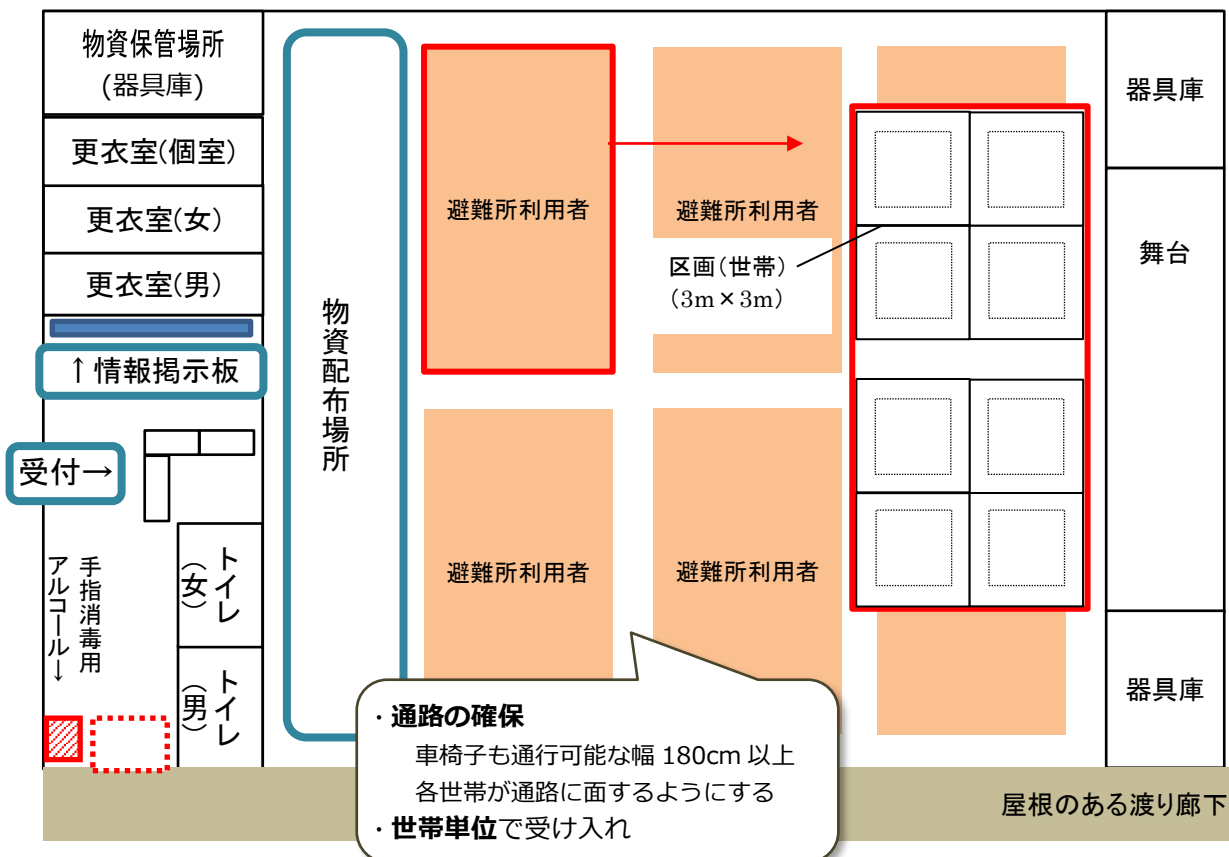 物資保管場所
(器具庫)
更衣室(個室)
更衣室(女)
更衣室(男)
↑情報掲示板
受付→
手指消毒用
アルコール→
トイレ
(女)
トイレ
(男)
物資配布場所
避難所利用者
避難所利用者
区画(世帯)
(3m×3m)
避難所利用者
避難所利用者
器具庫
舞台
器具庫
・通路の確保
車椅子も通行可能な幅 180cm 以上
各世帯が通路に面するようにする
・世帯単位で受け入れ
屋根のある渡り廊下